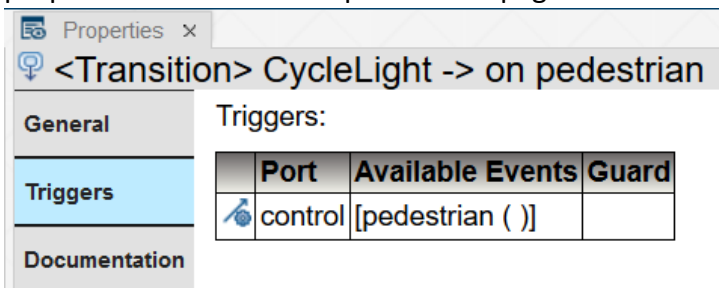 Properties ×
<Transition> CycleLight -> on pedestrian
General
Triggers
Documentation
Triggers:
Port Available Events Guard
control [pedestrian ( )]